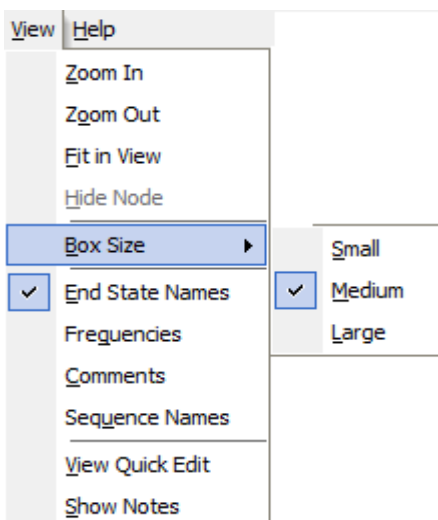 View Help
Zoom In
Zoom Out
Fit in View
Hide Node
Box Size
Small
End State Names
Medium
Frequencies
Large
Comments
Sequence Names
View Quick Edit
Show Notes